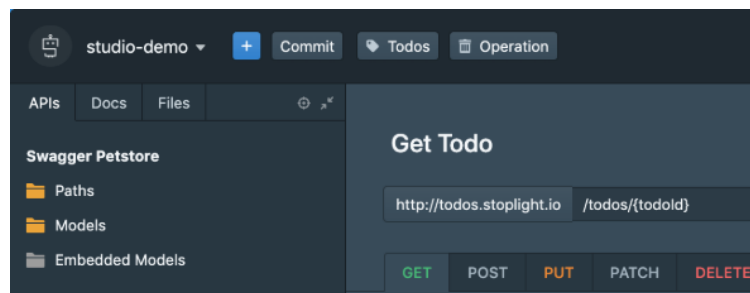 studio-demo + Commit Todos Operation
APIs Docs Files
Get Todo
Swagger Petstore
Paths
http://todos.stoplight.io /todos/{todoId}
Models
Embedded Models
GET POST PUT PATCH DELETE